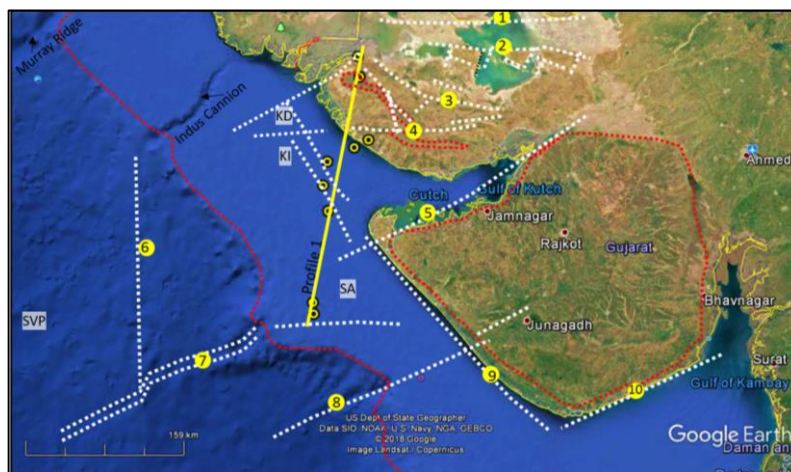 1
2
Murray Ridge
Indus Cannion
3
KD
4
KI
Ahmed
Cutch
Gulf of Kutch
5
Jamnagar
Rajkot
Gujarat
6
Profile 1
SA
Bhavnagar
SVP
Junagadh
7
Surat
9
10
Gulf of Kambay
8
US Dept of State Geographer
Data SIO, NOAA, U.S. Navy, NGA, GEBCO
© 2018 Google
Image Landsat / Copernicus
159 km
Google Earth
Daman an